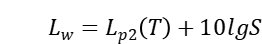 L_w = L_{p2}(T) + 10lgS